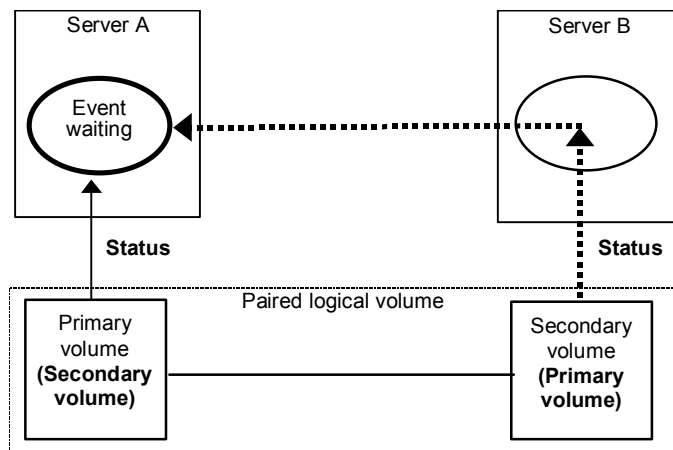 Server A
Server B
Event
waiting
Status
Status
Paired logical volume
Primary
volume
(Secondary
volume)
Secondary
volume
(Primary
volume)